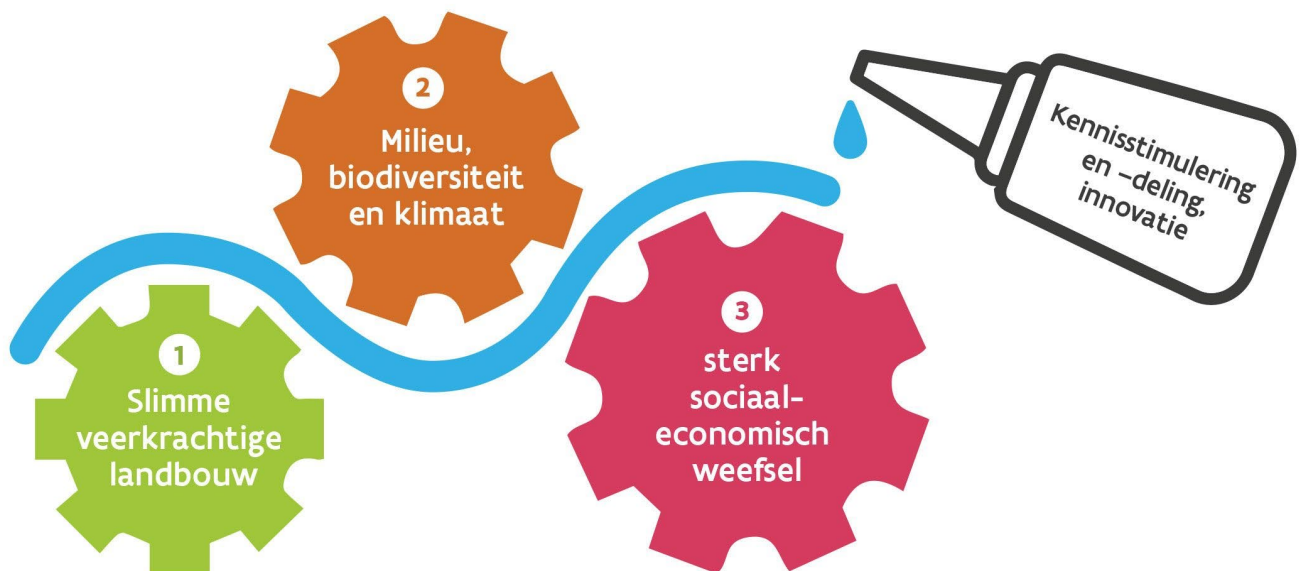 1
Slimme
veerkrachtige
landbouw
2
Milieu,
biodiversiteit
en klimaat
3
sterk
sociaal-
economisch
weefsel
Kennisstimulering
en –deling,
innovatie